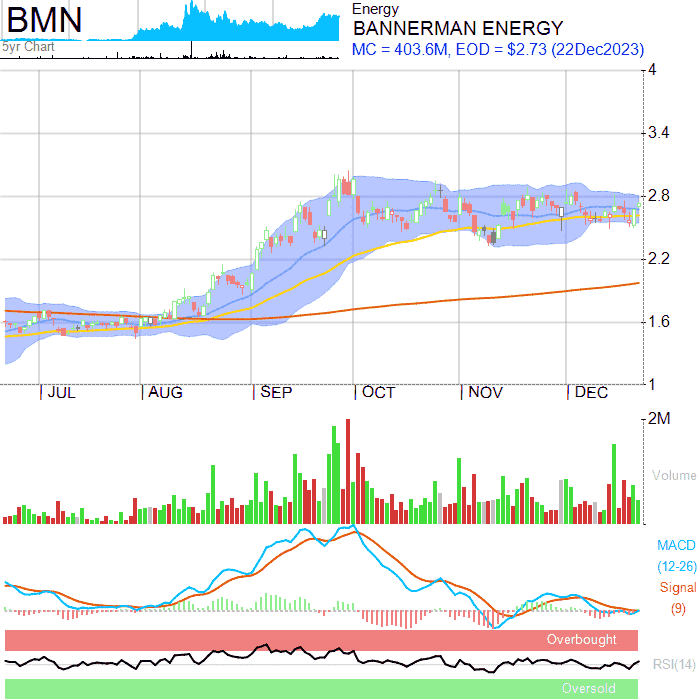 BMN
5yr Chart
Energy
BANNERMAN ENERGY
MC = 403.6M, EOD = $2.73 (22Dec2023)
4
3.4
2.8
2.2
1.6
1
JUL AUG SEP OCT NOV DEC
2M
Volume
MACD
(12-26)
Signal
(9)
Overbought
RSI(14)
Oversold